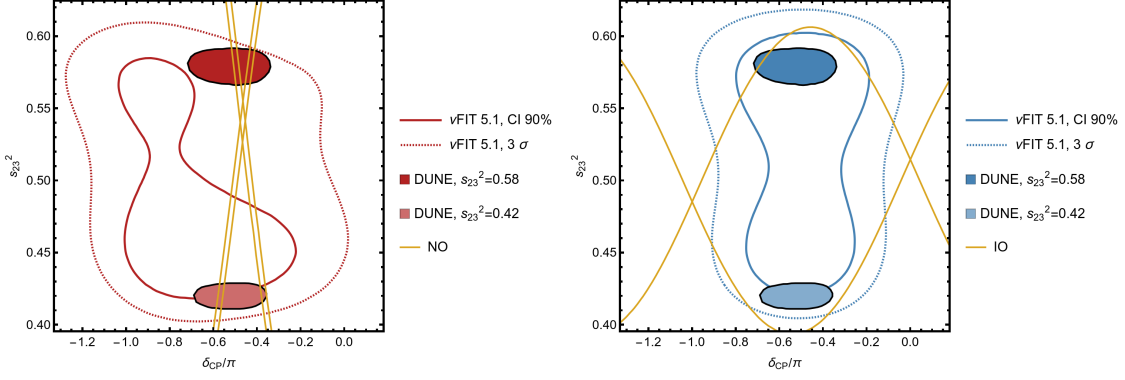 0.60
0.55
0.50
0.45
0.40
s₂₃²
−1.2 −1.0 −0.8 −0.6 −0.4 −0.2 0.0
δCP/π
νFIT 5.1, CI 90%
νFIT 5.1, 3 σ
DUNE, s₂₃²=0.58
DUNE, s₂₃²=0.42
NO
0.60
0.55
0.50
0.45
0.40
s₂₃²
−1.2 −1.0 −0.8 −0.6 −0.4 −0.2 0.0
δCP/π
νFIT 5.1, CI 90%
νFIT 5.1, 3 σ
DUNE, s₂₃²=0.58
DUNE, s₂₃²=0.42
IO